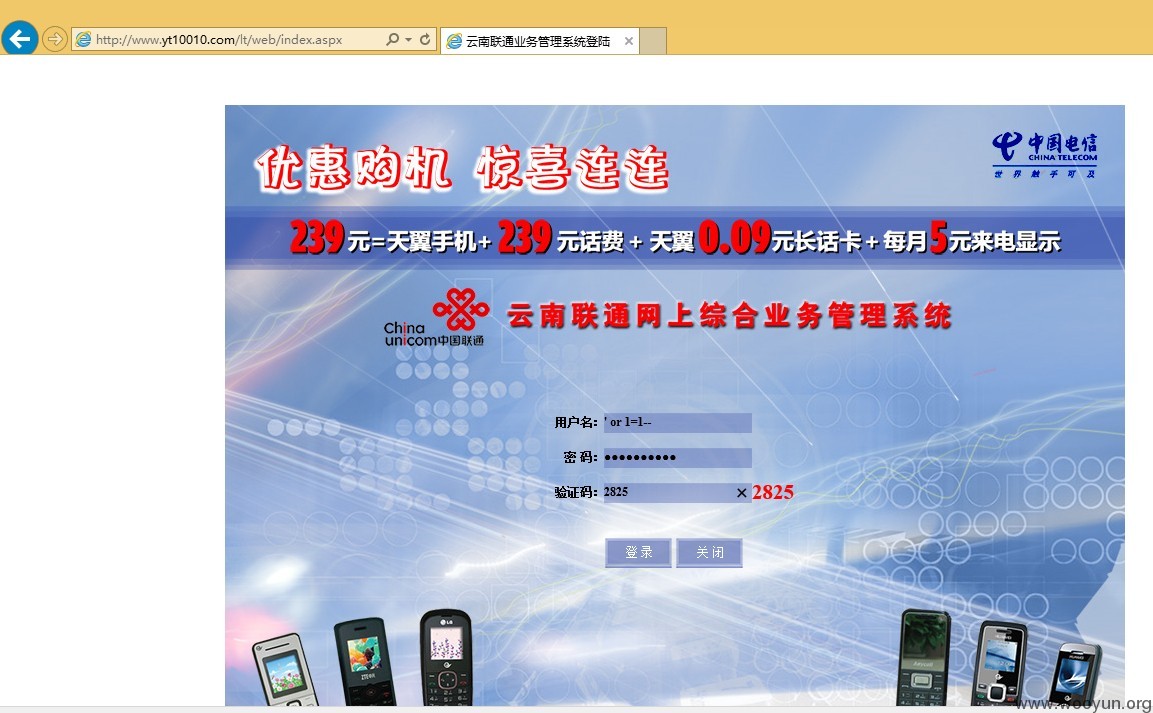 http://www.yt10010.com/lt/web/index.aspx
云南联通业务管理系统登陆
优惠购机 惊喜连连
中国电信
CHINA TELECOM
世界触手可及
239元=天翼手机+239元话费+天翼0.09元长话卡+每月5元来电显示
China
unicom中国联通
云南联通网上综合业务管理系统
用户名: ' or 1=1--
密 码: ●●●●●●●●●●
验证码: 2825 × 2825
登 录 关 闭
LG
www.wooyun.org